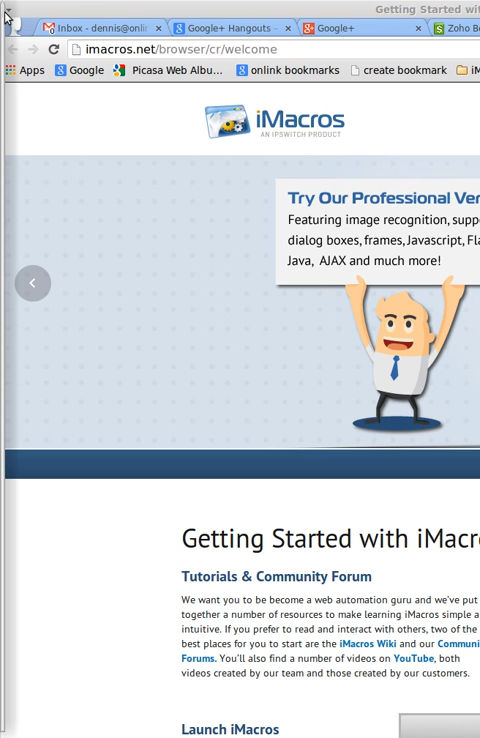 Getting Started wit
Inbox - dennis@onlin
Google+ Hangouts -
Google+
Zoho Bo
imacros.net/browser/cr/welcome
Apps
Google
Picasa Web Albu...
onlink bookmarks
create bookmark
iM
iMacros
AN IPSWITCH PRODUCT
Try Our Professional Ver
Featuring image recognition, supp
dialog boxes, frames, Javascript, Fla
Java, AJAX and much more!
Getting Started with iMacr
Tutorials & Community Forum
We want you to be become a web automation guru and we've put
together a number of resources to make learning iMacros simple a
intuitive. If you prefer to read and interact with others, two of the
best places for you to start are the iMacros Wiki and our Communi
Forums. You'll also find a number of videos on YouTube, both
videos created by our team and those created by our customers.
Launch iMacros